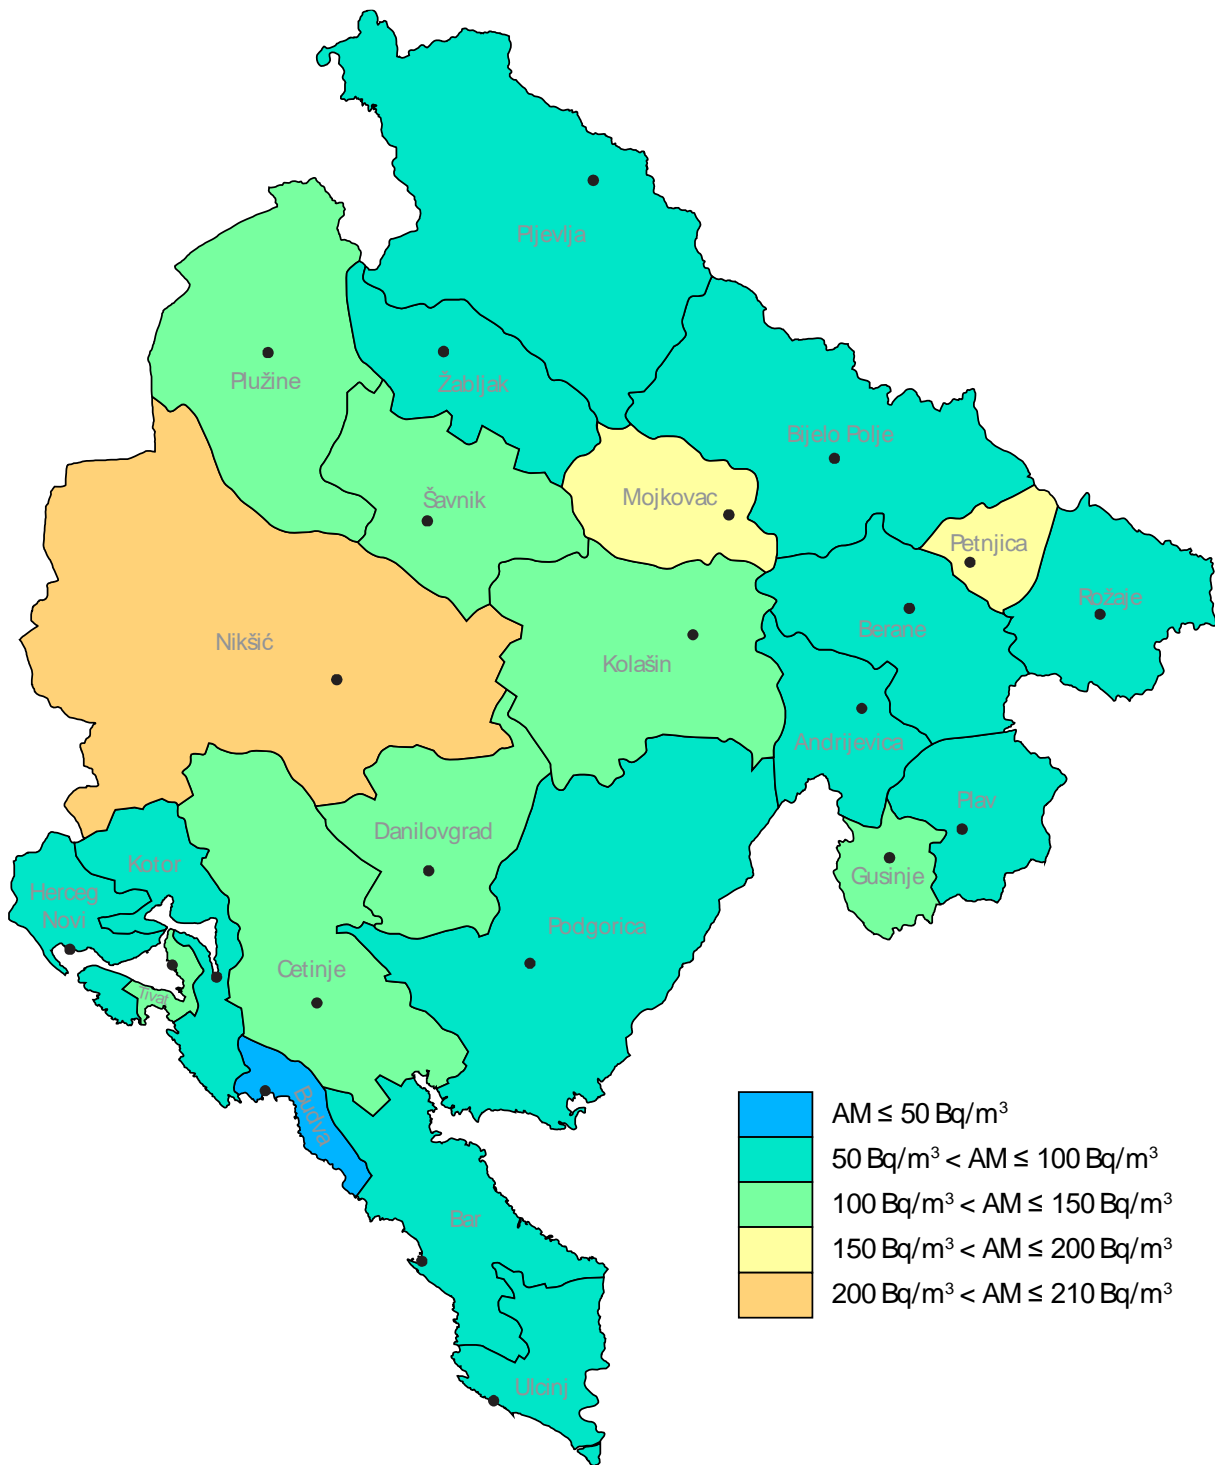 Pljevlja
Plužine
Žabljak
Bijelo Polje
Šavnik
Mojkovac
Petnjica
Rožaje
Berane
Nikšić
Kolašin
Andrijevica
Plav
Danilovgrad
Kotor
Gusinje
Herceg
Novi
Podgorica
Cetinje
Tivat
Budva
Bar
Ulcinj
AM ≤ 50 Bq/m³
50 Bq/m³ < AM ≤ 100 Bq/m³
100 Bq/m³ < AM ≤ 150 Bq/m³
150 Bq/m³ < AM ≤ 200 Bq/m³
200 Bq/m³ < AM ≤ 210 Bq/m³